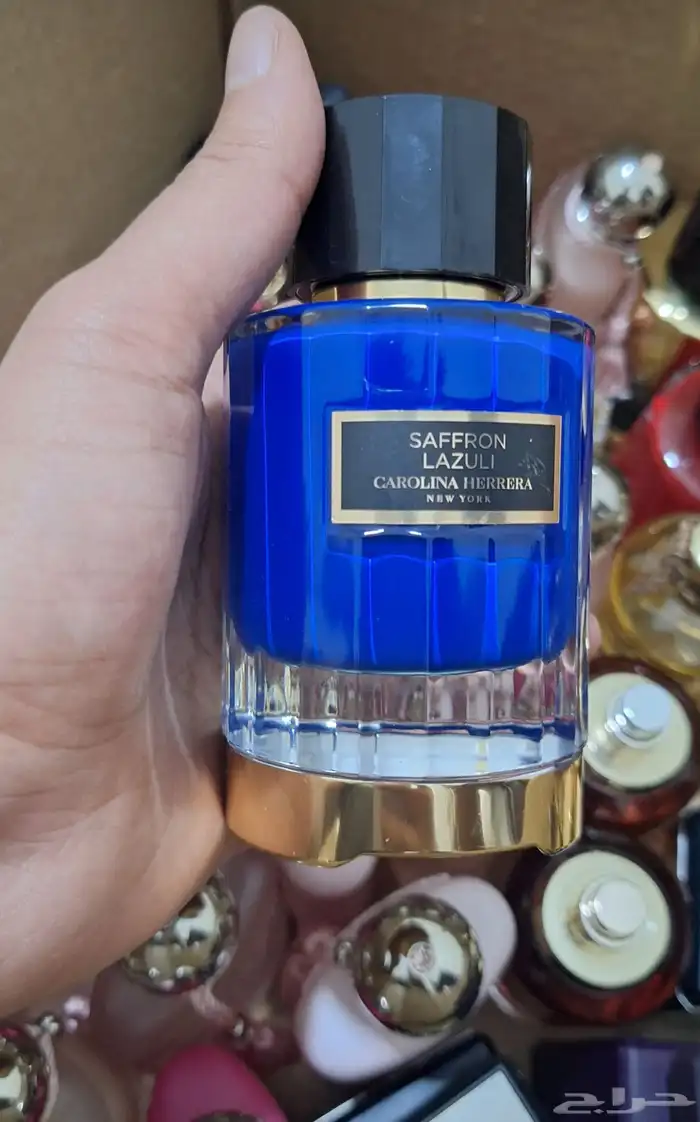 SAFFRON
LAZULI
CAROLINA HERRERA
NEW YORK
حراج